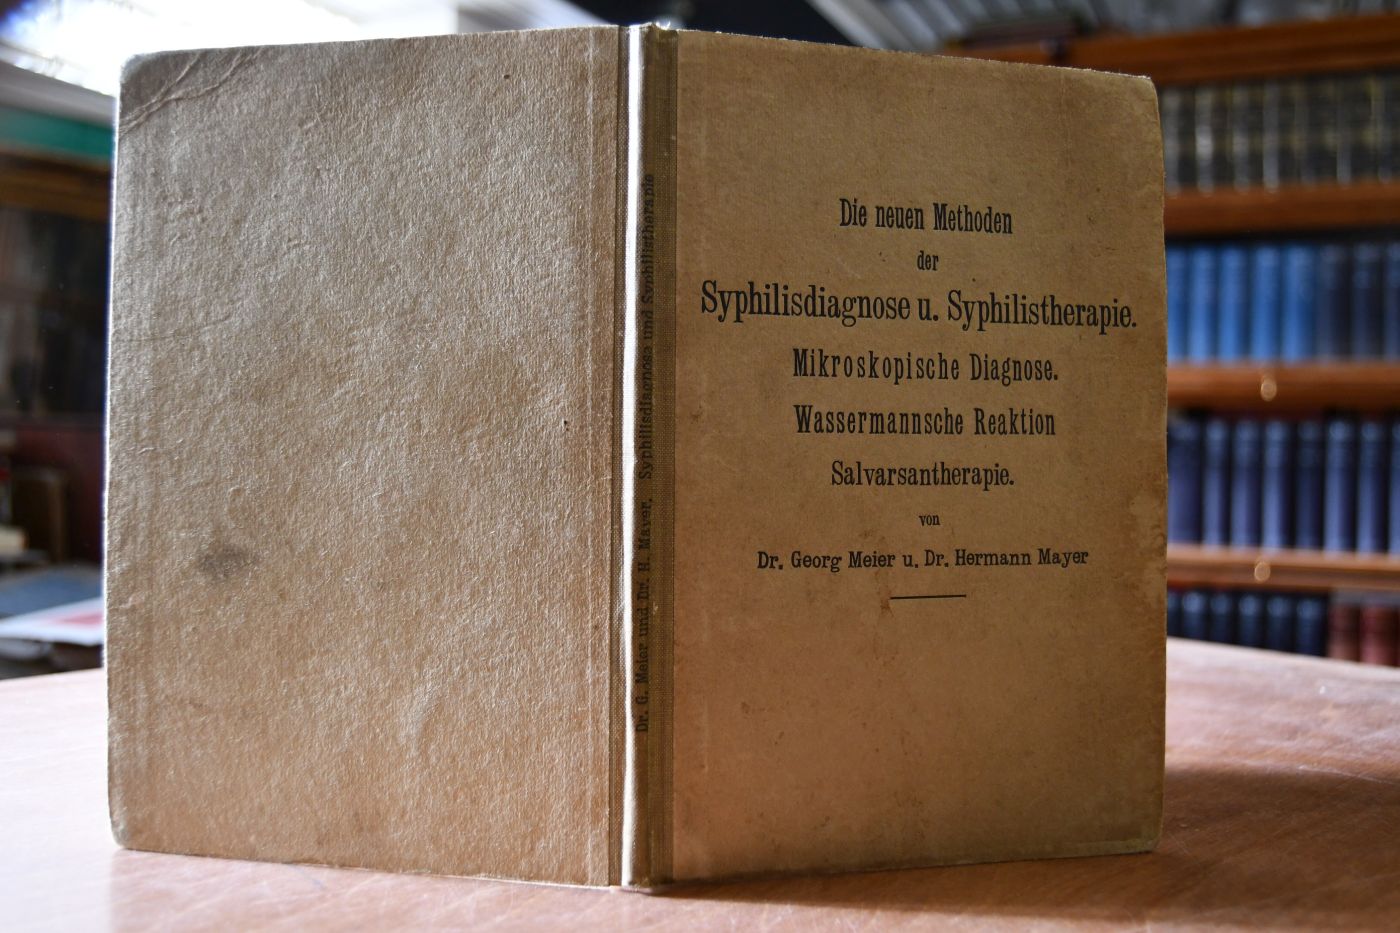 Dr. G. Meier und Dr. H. Mayer. Syphilisdiagnose und Syphilistherapie
Die neuen Methoden
der
Syphilisdiagnose u. Syphilistherapie.
Mikroskopische Diagnose.
Wassermannsche Reaktion
Salvarsantherapie.
von
Dr. Georg Meier u. Dr. Hermann Mayer